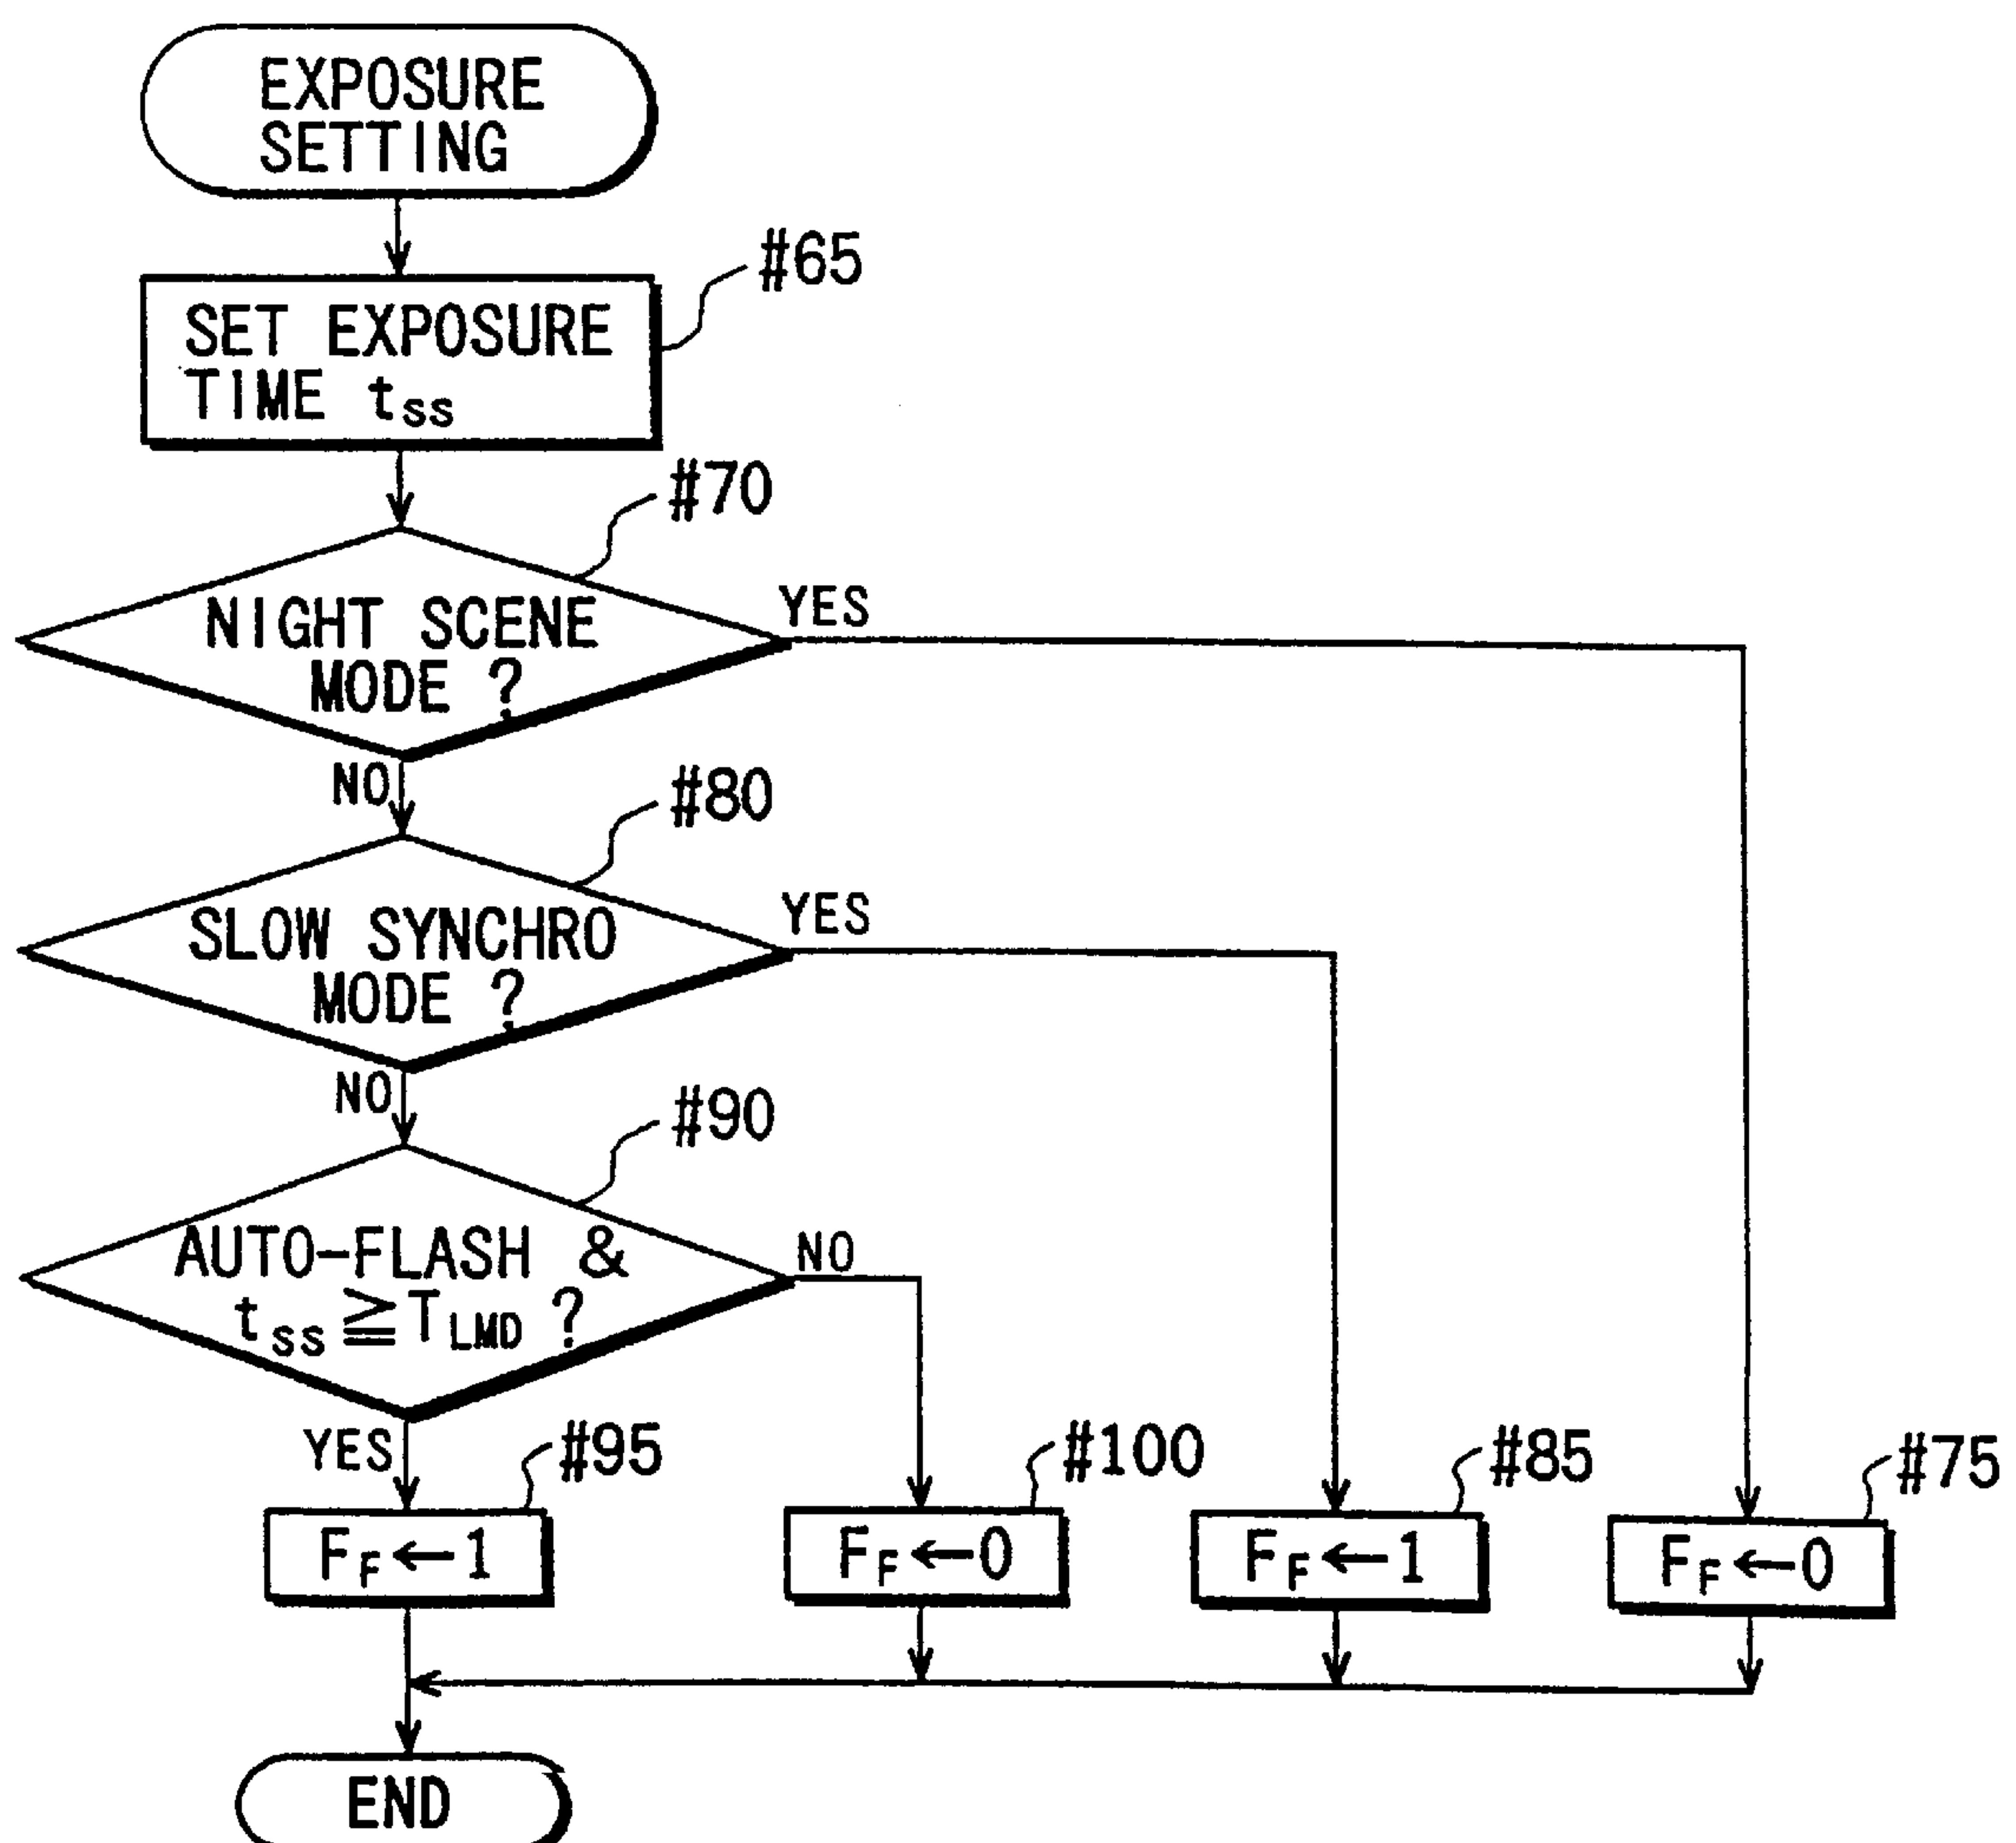 EXPOSURE
SETTING
#65
SET EXPOSURE
TIME tss
#70
NIGHT SCENE
MODE ?
YES
NO
#80
SLOW SYNCHRO
MODE ?
YES
NO
#90
AUTO-FLASH &
tss ≧ TLMD ?
NO
YES
#95
#100
#85
#75
FF ← 1
FF ← 0
FF ← 1
FF ← 0
END